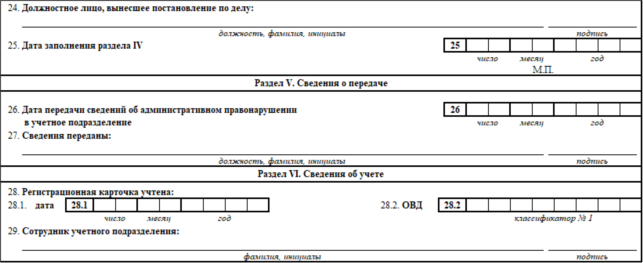 24. Должностное лицо, вынесшее постановление по делу:
должность, фамилия, инициалы подпись
25. Дата заполнения раздела IV 25
число месяц год
М.П.
Раздел V. Сведения о передаче
26. Дата передачи сведений об административном правонарушении 26
в учетное подразделение число месяц год
27. Сведения переданы:
должность, фамилия, инициалы подпись
Раздел VI. Сведения об учете
28. Регистрационная карточка учтена:
28.1. дата 28.1 28.2. ОВД 28.2
число месяц год классификатор № 1
29. Сотрудник учетного подразделения:
фамилия, инициалы подпись